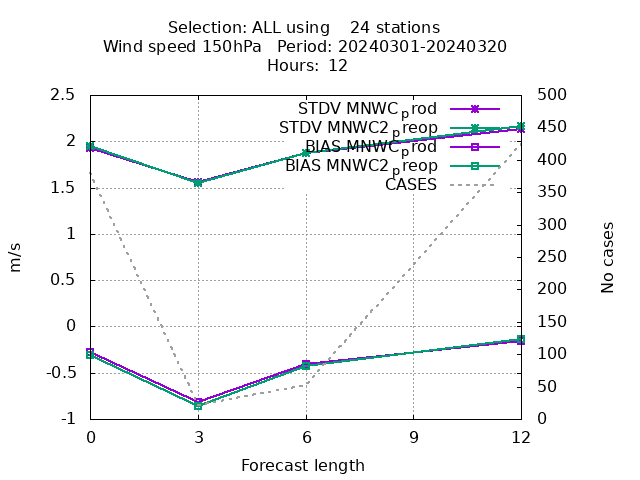 Selection: ALL using    24 stations
Wind speed 150hPa   Period: 20240301-20240320
Hours: 12
2.5
2
1.5
1
0.5
0
-0.5
-1
500
450
400
350
300
250
200
150
100
50
0
STDV MNWC_prod
STDV MNWC2_preop
BIAS MNWC_prod
BIAS MNWC2_preop
CASES
m/s
No cases
0 3 6 9 12
Forecast length